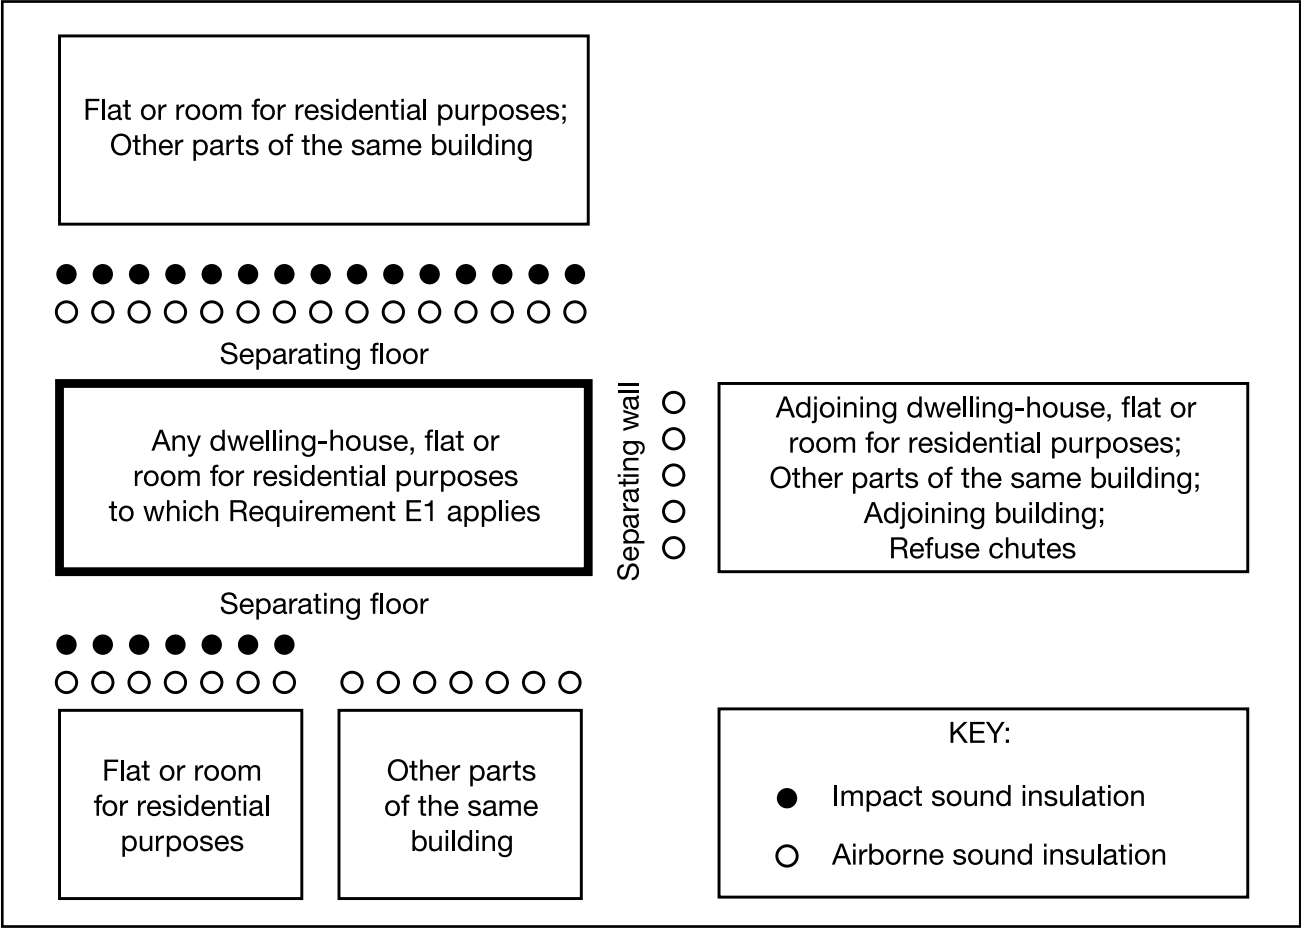 Flat or room for residential purposes;
Other parts of the same building
Separating floor
Any dwelling-house, flat or
room for residential purposes
to which Requirement E1 applies
Separating wall
Adjoining dwelling-house, flat or
room for residential purposes;
Other parts of the same building;
Adjoining building;
Refuse chutes
Separating floor
Flat or room
for residential
purposes
Other parts
of the same
building
KEY:
Impact sound insulation
Airborne sound insulation